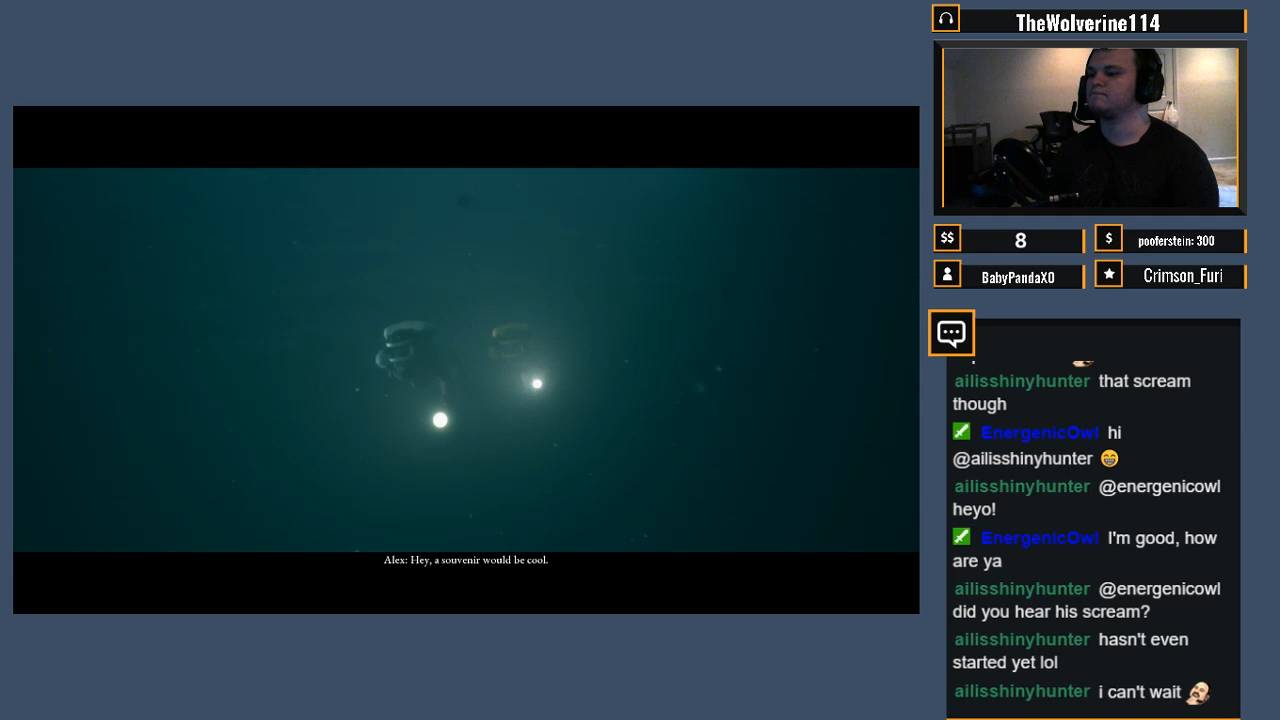 TheWolverine114
$$ 8
$ pooferstein: 300
BabyPandaXO
Crimson_Furi
ailisshinyhunter that scream
though
EnergenicOwl hi
@ailisshinyhunter
ailisshinyhunter @energenicowl
heyo!
EnergenicOwl I'm good, how
are ya
ailisshinyhunter @energenicowl
did you hear his scream?
ailisshinyhunter hasn't even
started yet lol
ailisshinyhunter i can't wait
Alex: Hey, a souvenir would be cool.